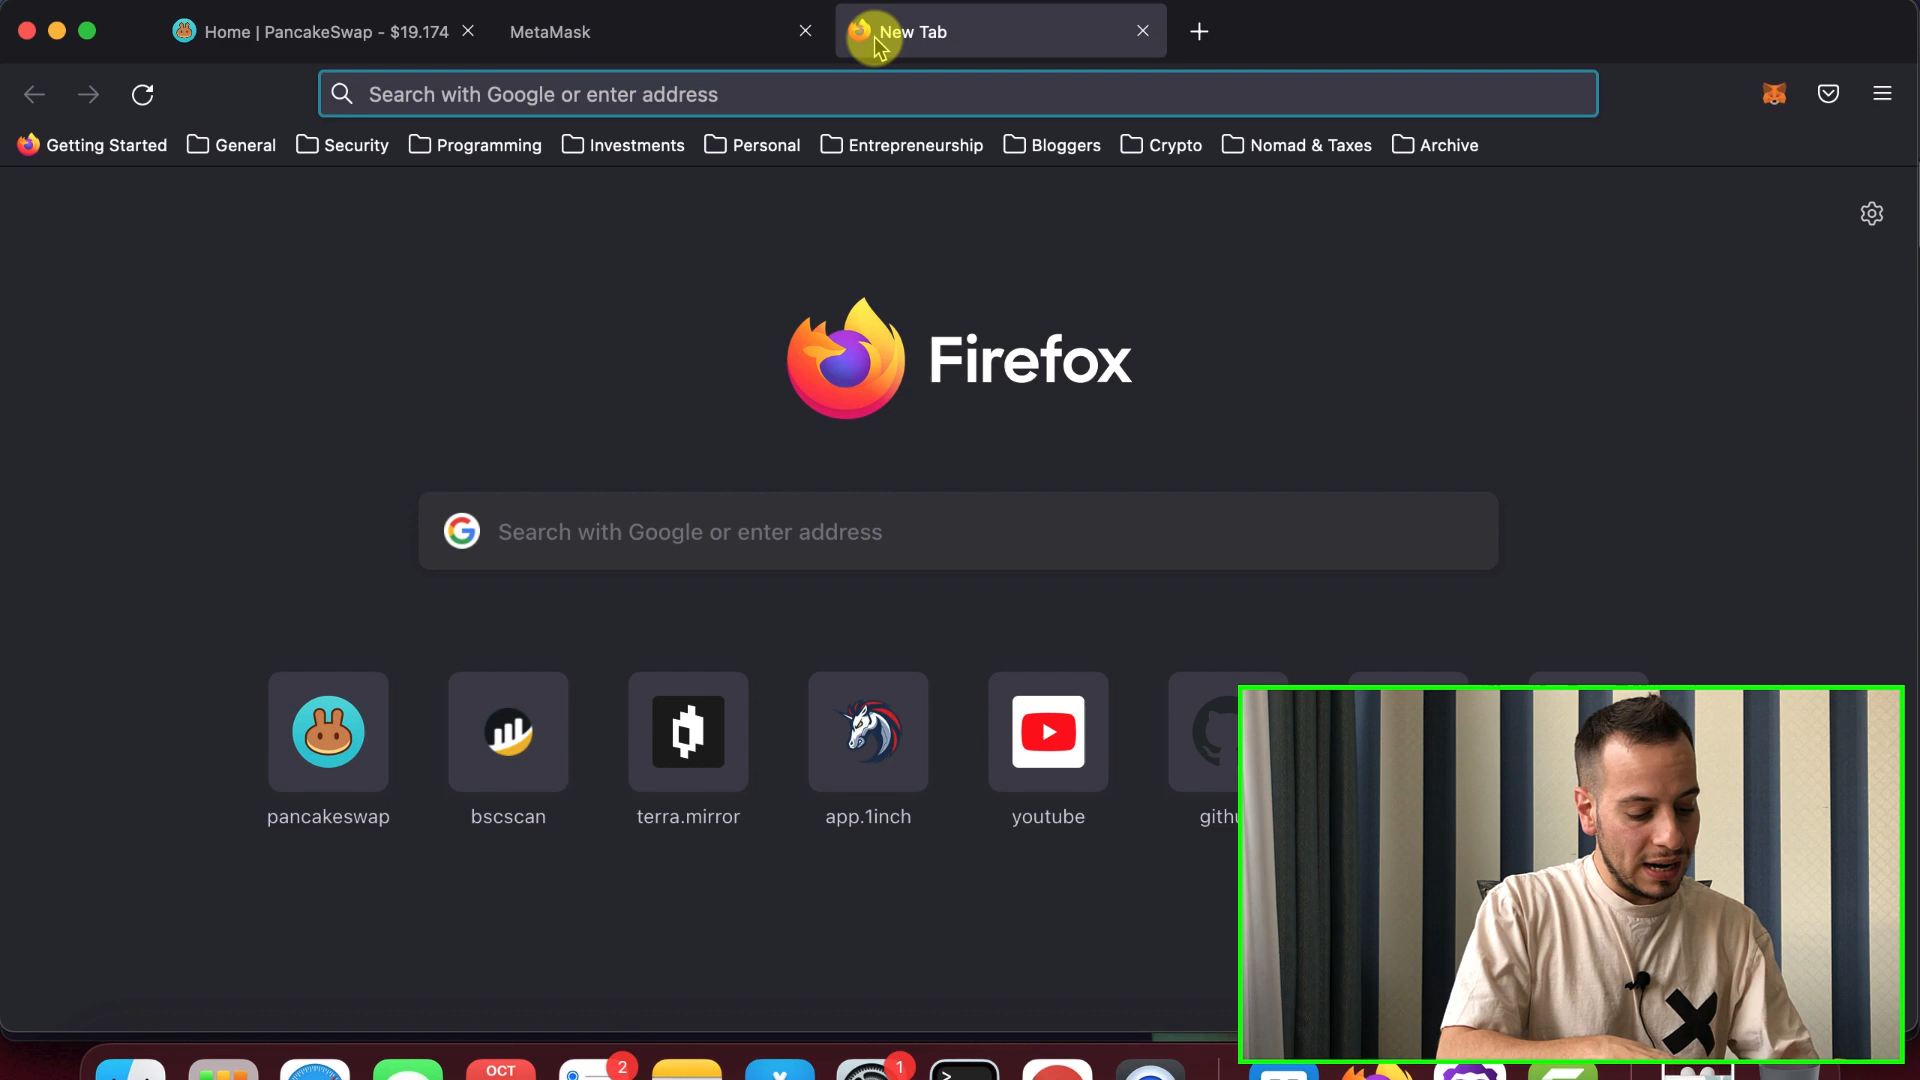 Home | PancakeSwap - $19.174
MetaMask
New Tab
Search with Google or enter address
Getting Started
General
Security
Programming
Investments
Personal
Entrepreneurship
Bloggers
Crypto
Nomad & Taxes
Archive
Firefox
Search with Google or enter address
pancakeswap
bscscan
terra.mirror
app.1inch
youtube
githu
OCT
2
1